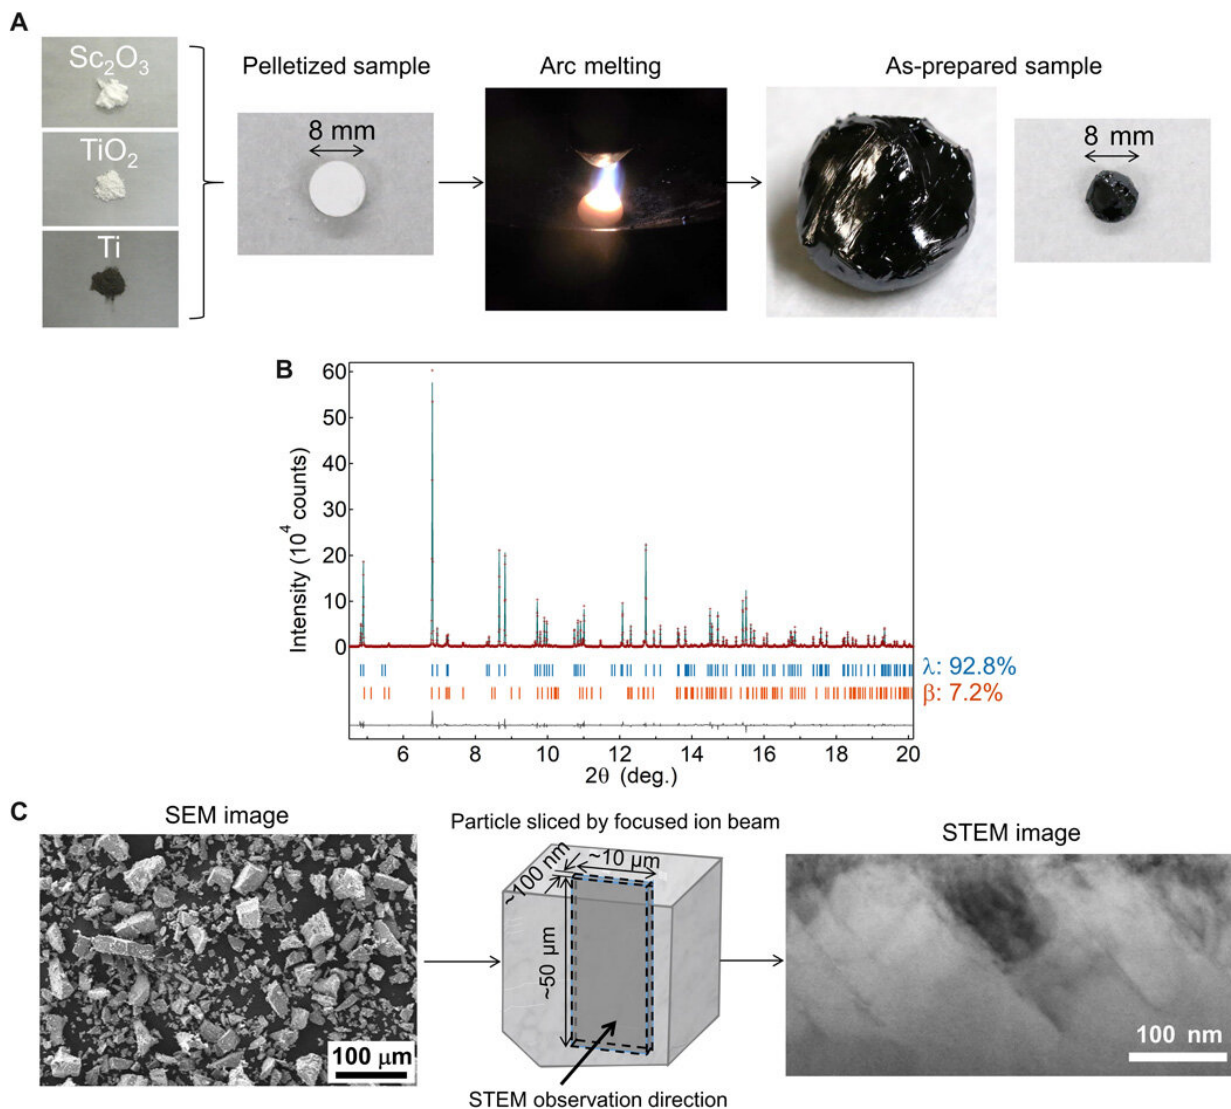 A
Sc₂O₃
TiO₂
Ti
Pelletized sample
8 mm
Arc melting
As-prepared sample
8 mm
B
Intensity (10⁴ counts)
60
50
40
30
20
10
0
λ: 92.8%
β: 7.2%
6 8 10 12 14 16 18 20
2θ (deg.)
C
SEM image
100 μm
Particle sliced by focused ion beam
~100 nm
~10 μm
~50 μm
STEM observation direction
STEM image
100 nm